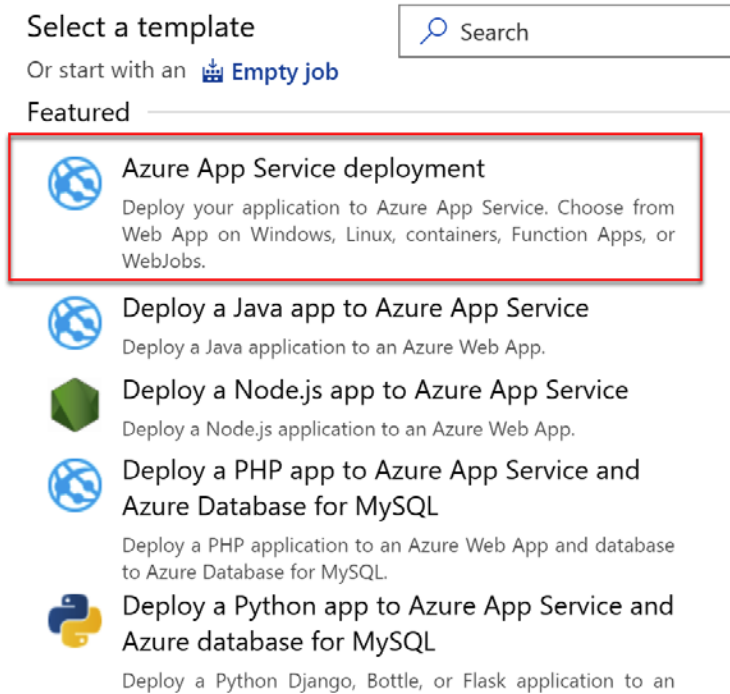 Select a template
Search
Or start with an Empty job
Featured
Azure App Service deployment
Deploy your application to Azure App Service. Choose from
Web App on Windows, Linux, containers, Function Apps, or
WebJobs.
Deploy a Java app to Azure App Service
Deploy a Java application to an Azure Web App.
Deploy a Node.js app to Azure App Service
Deploy a Node.js application to an Azure Web App.
Deploy a PHP app to Azure App Service and
Azure Database for MySQL
Deploy a PHP application to an Azure Web App and database
to Azure Database for MySQL.
Deploy a Python app to Azure App Service and
Azure database for MySQL
Deploy a Python Django, Bottle, or Flask application to an